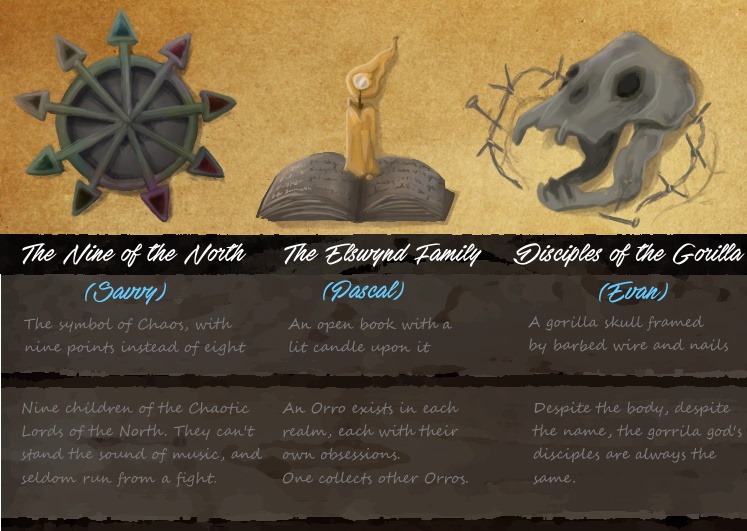 The Nine of the North
The Elswynd Family
Disciples of the Gorilla
(Savvy)
(Pascal)
(Evan)
The symbol of Chaos, with
nine points instead of eight
An open book with a
lit candle upon it
A gorilla skull framed
by barbed wire and nails
Nine children of the Chaotic
Lords of the North. They can't
stand the sound of music, and
seldom run from a fight.
An Orro exists in each
realm, each with their
own obsessions.
One collects other Orros.
Despite the body, despite
the name, the gorrila god's
disciples are always the
same.